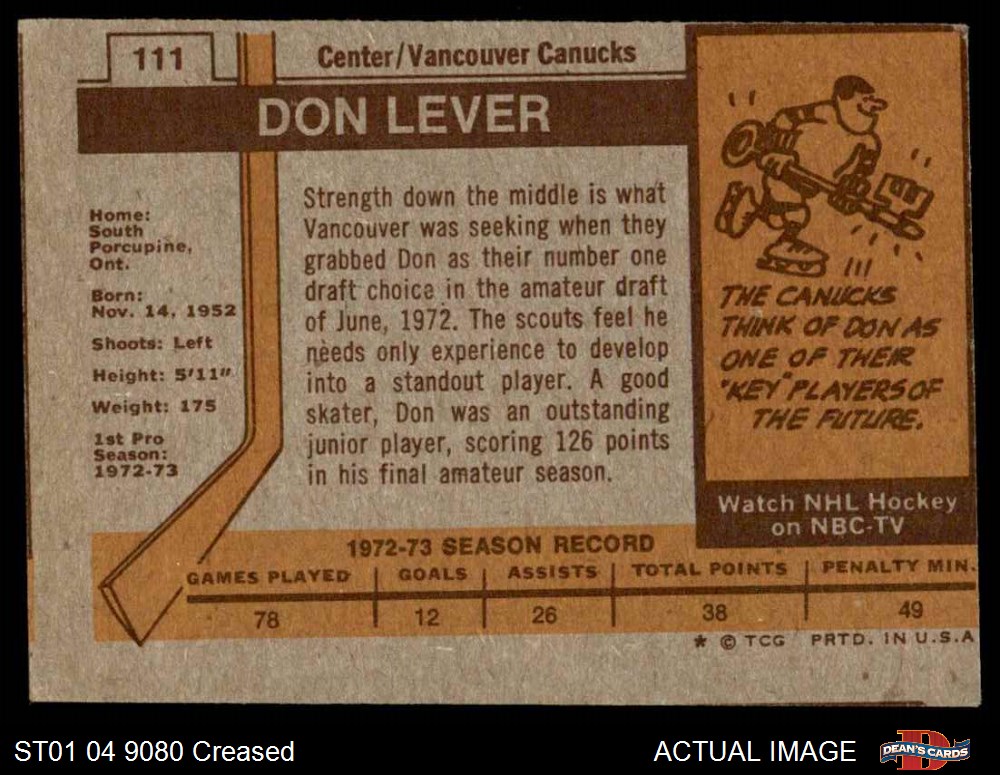 111
Center/Vancouver Canucks
DON LEVER
Home:
South
Porcupine,
Ont.
Born:
Nov. 14, 1952
Shoots: Left
Height: 5'11"
Weight: 175
1st Pro
Season:
1972-73
Strength down the middle is what
Vancouver was seeking when they
grabbed Don as their number one
draft choice in the amateur draft
of June, 1972. The scouts feel he
needs only experience to develop
into a standout player. A good
skater, Don was an outstanding
junior player, scoring 126 points
in his final amateur season.
THE CANUCKS
THINK OF DON AS
ONE OF THEIR
"KEY" PLAYERS OF
THE FUTURE.
Watch NHL Hockey
on NBC-TV
1972-73 SEASON RECORD
GAMES PLAYED GOALS ASSISTS TOTAL POINTS PENALTY MIN.
78 12 26 38 49
* © TCG PRTD. IN U.S.A
ST01 04 9080 Creased
ACTUAL IMAGE
DEAN'S CARDS